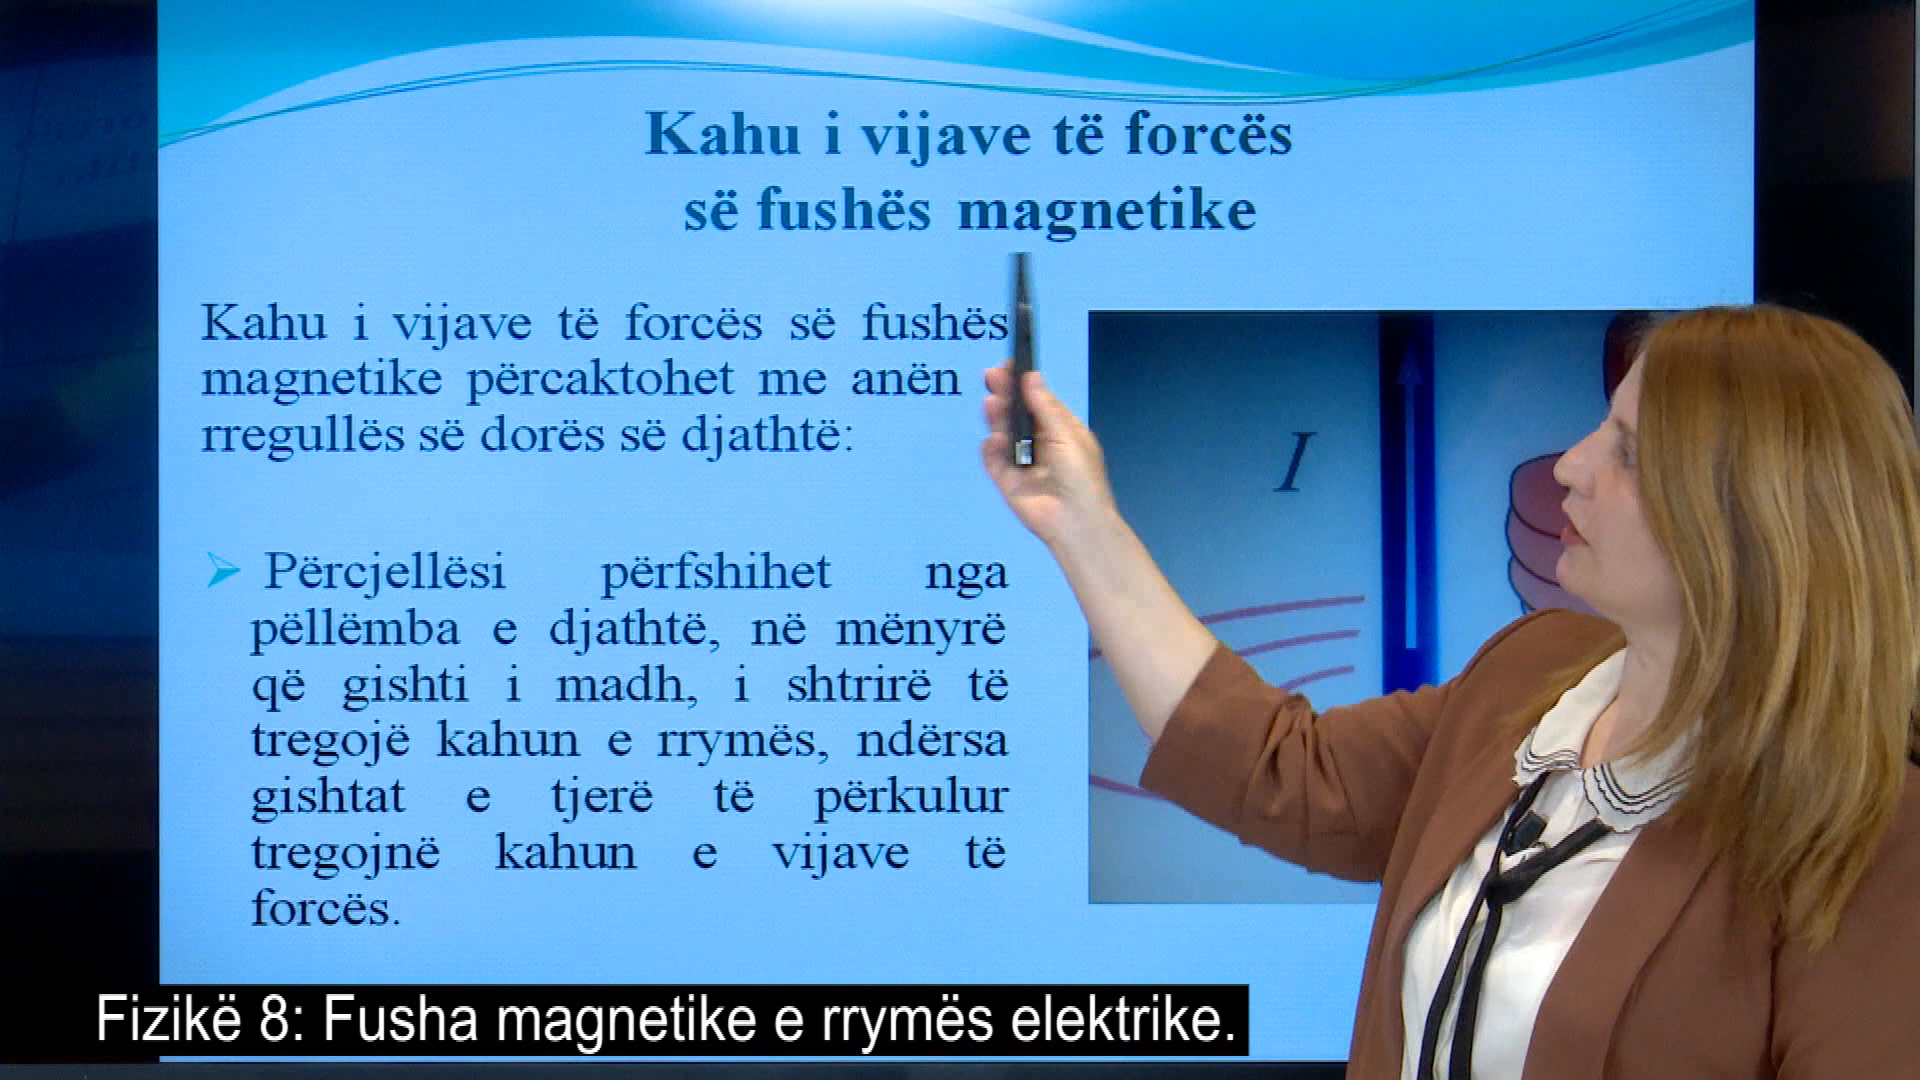 Kahu i vijave të forcës
së fushës magnetike
Kahu i vijave të forcës së fushës
magnetike përcaktohet me anën
rregullës së dorës së djathtë:
Përcjellësi përfshihet nga
pëllëmba e djathtë, në mënyrë
që gishti i madh, i shtrirë të
tregojë kahun e rrymës, ndërsa
gishtat e tjerë të përkulur
tregojnë kahun e vijave të
forcës.
I
Fizikë 8: Fusha magnetike e rrymës elektrike.